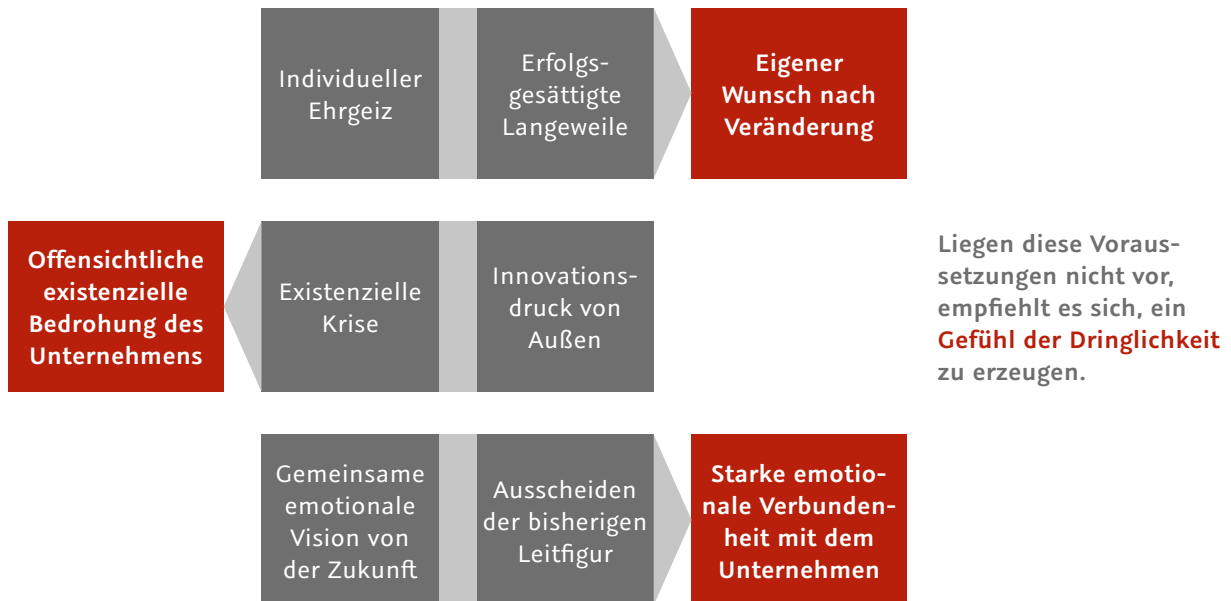 Individueller
Ehrgeiz
Erfolgs-
gesättigte
Langeweile
Eigener
Wunsch nach
Veränderung
Offensichtliche
existenzielle
Bedrohung des
Unternehmens
Existenzielle
Krise
Innovations-
druck von
Außen
Liegen diese Voraus-
setzungen nicht vor,
empfiehlt es sich, ein
Gefühl der Dringlichkeit
zu erzeugen.
Gemeinsame
emotionale
Vision von
der Zukunft
Ausscheiden
der bisherigen
Leitfigur
Starke emotio-
nale Verbunden-
heit mit dem
Unternehmen